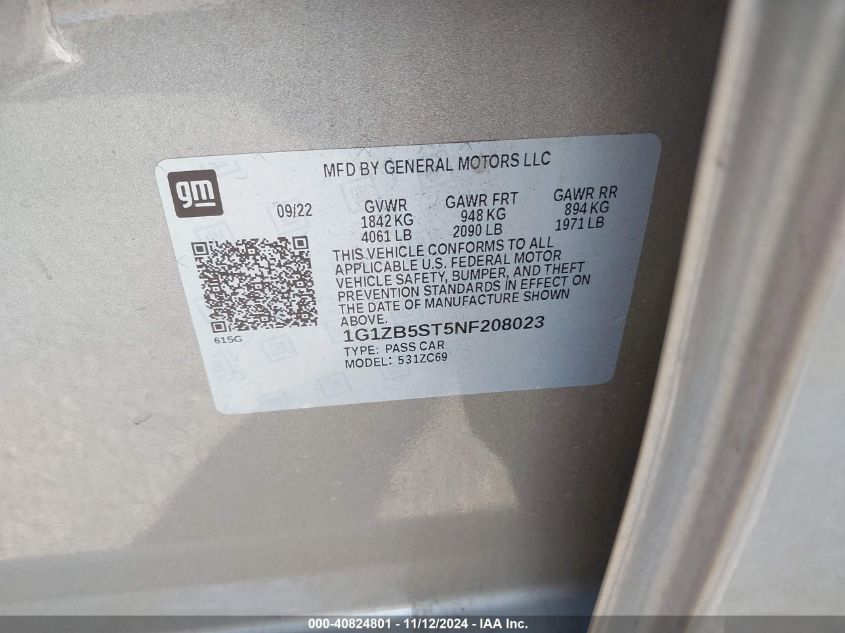 MFD BY GENERAL MOTORS LLC
gm
09/22 GVWR GAWR FRT GAWR RR
1842 KG 948 KG 894 KG
4061 LB 2090 LB 1971 LB
THIS VEHICLE CONFORMS TO ALL
APPLICABLE U.S. FEDERAL MOTOR
VEHICLE SAFETY, BUMPER, AND THEFT
PREVENTION STANDARDS IN EFFECT ON
THE DATE OF MANUFACTURE SHOWN
ABOVE.
615G
1G1ZB5ST5NF208023
TYPE: PASS CAR
MODEL: 531ZC69
000-40824801 - 11/12/2024 - IAA, Inc.